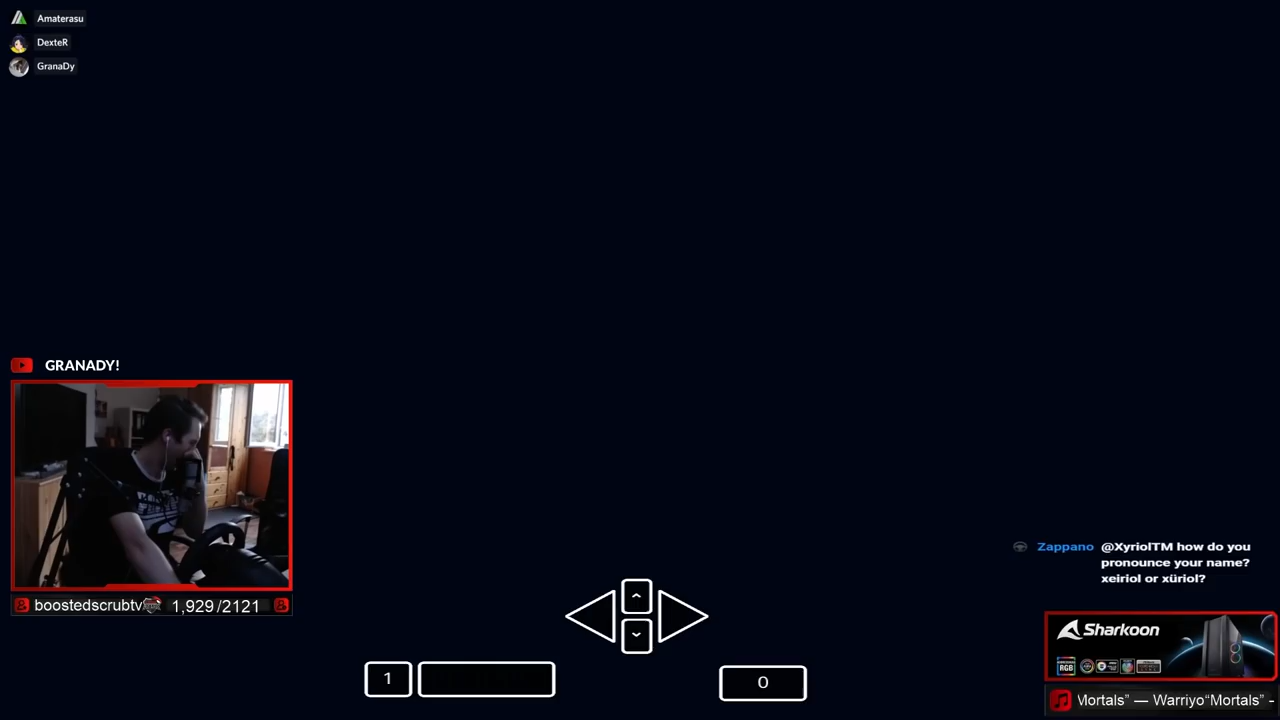 Amaterasu
DexteR
GranaDy
GRANADY!
boostedscrubtv 1,929 /2121
Zappano @XyriolTM how do you
pronounce your name?
xeiriol or xüriol?
Sharkoon
RGB
Mortals” — Warriyo“Mortals” -
1
0